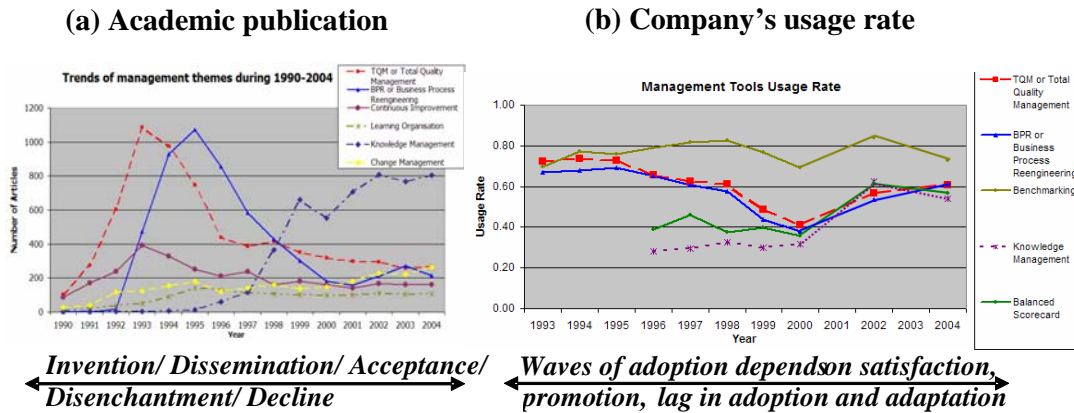 (a) Academic publication
(b) Company's usage rate
Trends of management themes during 1990-2004
TQM or Total Quality
Management
BPR or Business Process
Reengineering
Continuous Improvement
Learning Organisation
Knowledge Management
Change Management
Number of Articles
1200
1000
800
600
400
200
0
1990 1991 1992 1993 1994 1995 1996 1997 1998 1999 2000 2001 2002 2003 2004
Year
Management Tools Usage Rate
Usage Rate
1.00
0.80
0.60
0.40
0.20
0.00
1993 1994 1995 1996 1997 1998 1999 2000 2002 2003 2004
Year
TQM or Total
Quality
Management
BPR or
Business
Process
Reengineering
Benchmarking
Knowledge
Management
Balanced
Scorecard
Invention/ Dissemination/ Acceptance/
Disenchantment/ Decline
Waves of adoption depends on satisfaction,
promotion, lag in adoption and adaptation